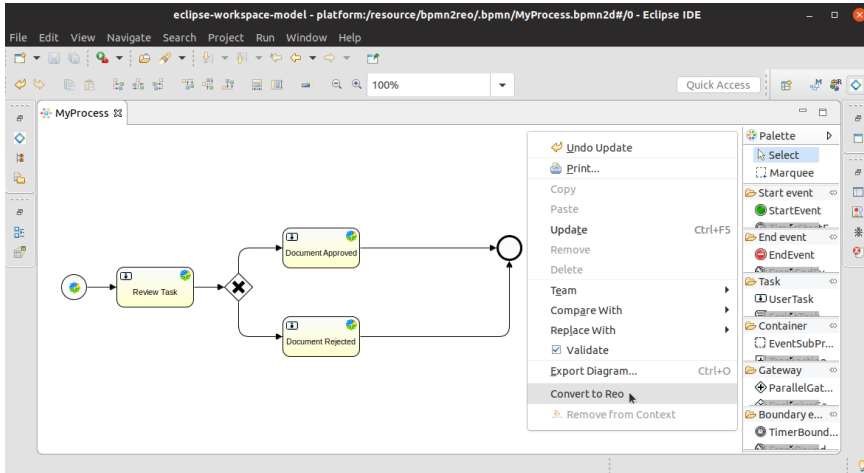 eclipse-workspace-model - platform:/resource/bpmn2reo/.bpmn/MyProcess.bpmn2d#/0 - Eclipse IDE
File Edit View Navigate Search Project Run Window Help
100%
Quick Access
MyProcess
Review Task
Document Approved
Document Rejected
Undo Update
Print...
Copy
Paste
Update Ctrl+F5
Remove
Delete
Team
Compare With
Replace With
Validate
Export Diagram... Ctrl+O
Convert to Reo
Remove from Context
Palette
Select
Marquee
Start event
StartEvent
End event
EndEvent
Task
UserTask
Container
EventSubPr...
Gateway
ParallelGat...
Boundary e...
TimerBound...